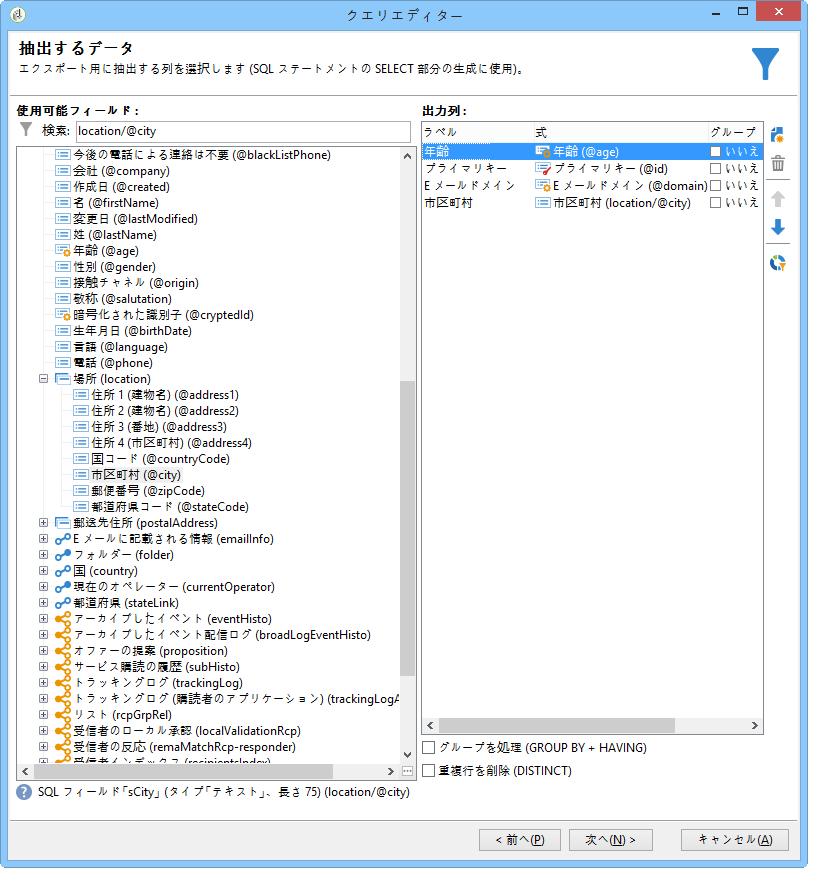 クエリエディター
抽出するデータ
エクスポート用に抽出する列を選択します (SQL ステートメントの SELECT 部分の生成に使用)。
使用可能フィールド :
検索: location/@city
今後の電話による連絡は不要 (@blackListPhone)
会社 (@company)
作成日 (@created)
名 (@firstName)
変更日 (@lastModified)
姓 (@lastName)
年齢 (@age)
性別 (@gender)
接触チャネル (@origin)
敬称 (@salutation)
暗号化された識別子 (@cryptedId)
生年月日 (@birthDate)
言語 (@language)
電話 (@phone)
場所 (location)
住所 1 (建物名) (@address1)
住所 2 (建物名) (@address2)
住所 3 (番地) (@address3)
住所 4 (市区町村) (@address4)
国コード (@countryCode)
市区町村 (@city)
郵便番号 (@zipCode)
都道府県コード (@stateCode)
郵送先住所 (postalAddress)
E メールに記載される情報 (emailInfo)
フォルダー (folder)
国 (country)
現在のオペレーター (currentOperator)
都道府県 (stateLink)
アーカイブしたイベント (eventHisto)
アーカイブしたイベント配信ログ (broadLogEventHisto)
オファーの提案 (proposition)
サービス購読の履歴 (subHisto)
トラッキングログ (trackingLog)
トラッキングログ (購読者のアプリケーション) (trackingLogA
リスト (rcpGrpRel)
受信者のローカル承認 (localValidationRcp)
受信者の反応 (remaMatchRcp-responder)
受信者インデックス (recipientsIndex)
SQL フィールド「sCity」 (タイプ「テキスト」、長さ 75) (location/@city)
出力列 :
ラベル 式 グループ
年齢 年齢 (@age) いいえ
プライマリキー プライマリキー (@id) いいえ
E メールドメイン E メールドメイン (@domain) いいえ
市区町村 市区町村 (location/@city) いいえ
グループを処理 (GROUP BY + HAVING)
重複行を削除 (DISTINCT)
< 前へ(P) 次へ(N) > キャンセル(A)